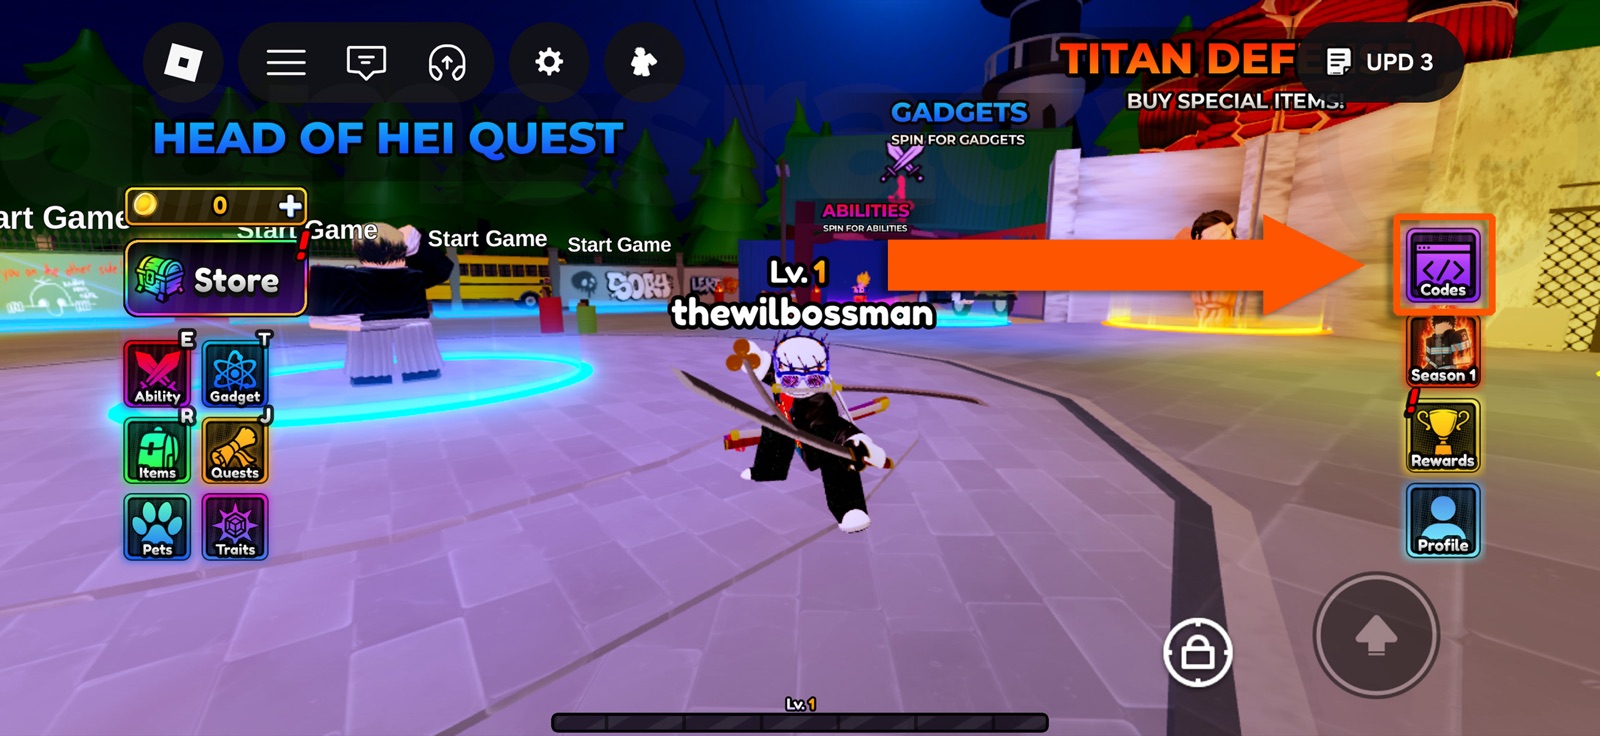 TITAN DEF
UPD 3
BUY SPECIAL ITEMS!
GADGETS
SPIN FOR GADGETS
HEAD OF HEI QUEST
0
art Game
Start Game
Start Game
Start Game
ABILITIES
SPIN FOR ABILITIES
Store
Lv. 1
thewilbossman
Codes
Season 1
Rewards
Profile
E
T
Ability
Gadget
R
J
Items
Quests
Pets
Traits
Lv. 1